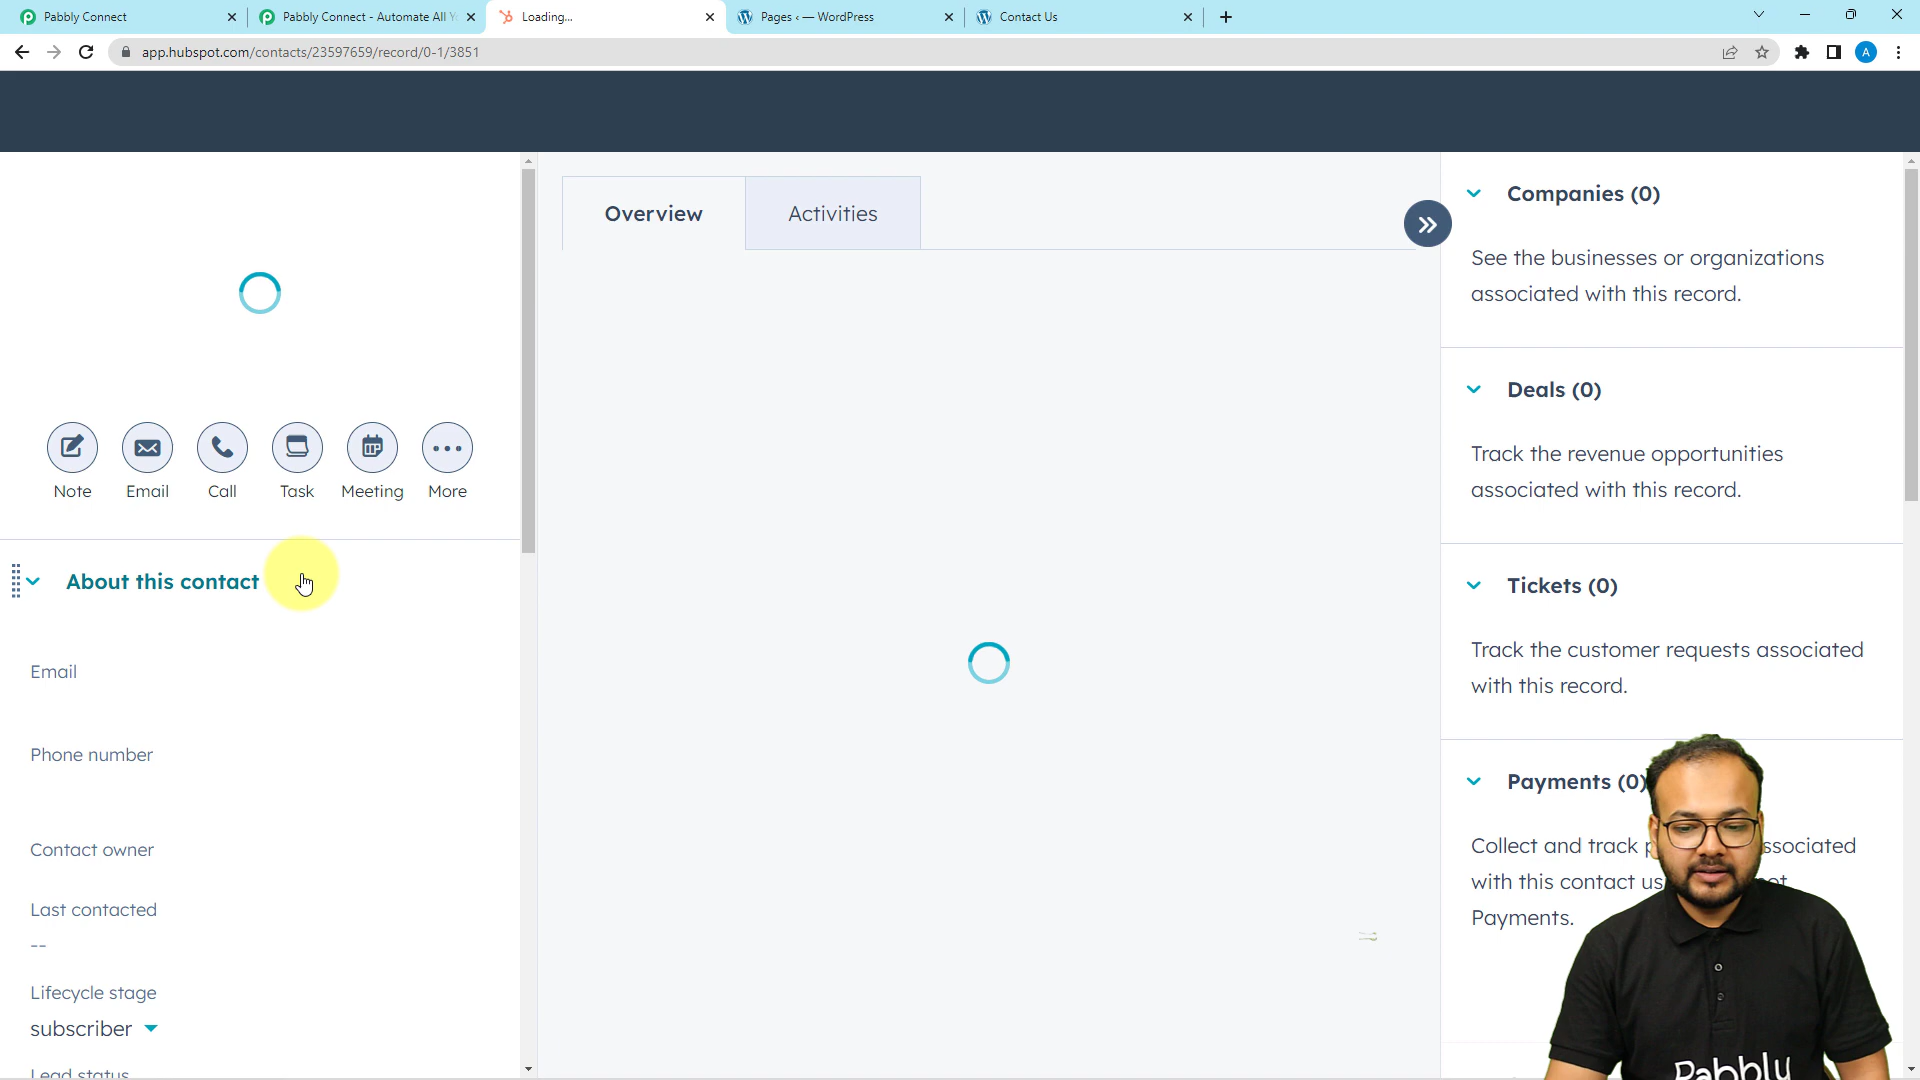 Pabbly Connect
Pabbly Connect - Automate All Y
Loading...
Pages ‹ — WordPress
Contact Us
app.hubspot.com/contacts/23597659/record/0-1/3851
A
Overview
Activities
Note
Email
Call
Task
Meeting
More
About this contact
Email
Phone number
Contact owner
Last contacted
--
Lifecycle stage
subscriber
Lead status
Companies (0)
See the businesses or organizations
associated with this record.
Deals (0)
Track the revenue opportunities
associated with this record.
Tickets (0)
Track the customer requests associated
with this record.
Payments (0)
Collect and track
with this contact
Payments.
Pabbly